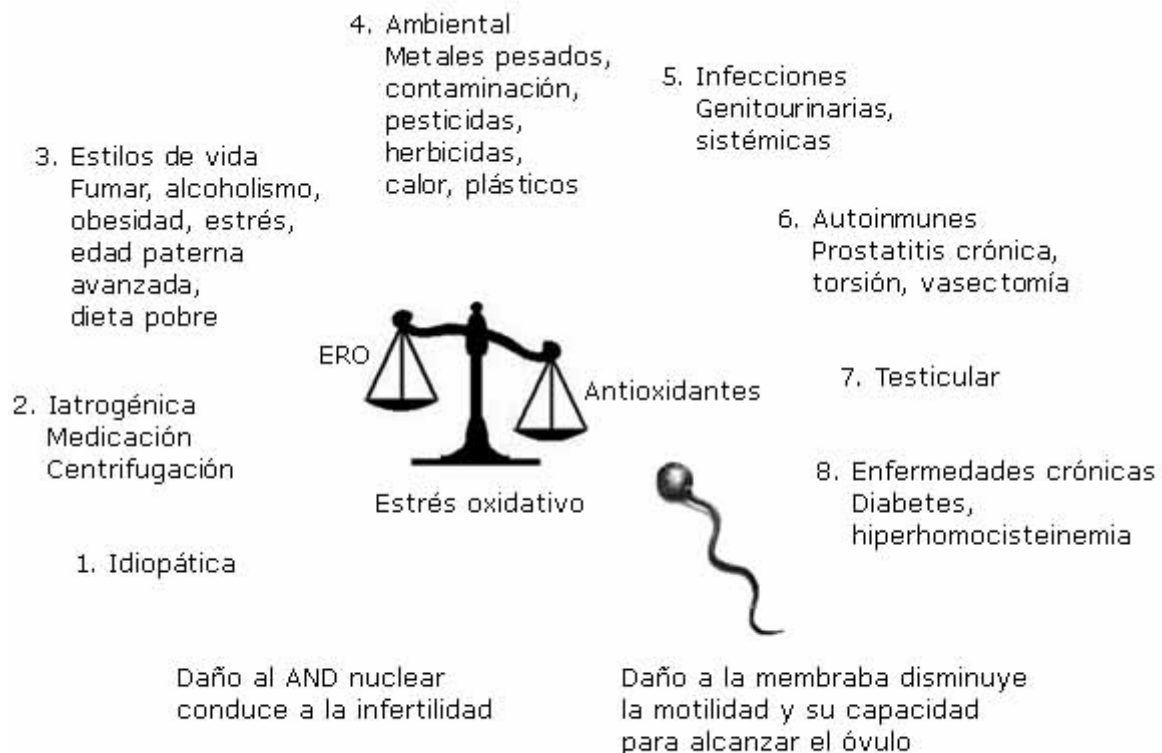 4. Ambiental
Metales pesados,
contaminación,
pesticidas,
herbicidas,
calor, plásticos
5. Infecciones
Genitourinarias,
sistémicas
3. Estilos de vida
Fumar, alcoholismo,
obesidad, estrés,
edad paterna
avanzada,
dieta pobre
6. Autoinmunes
Prostatitis crónica,
torsión, vasectomía
ERO
Antioxidantes
7. Testicular
2. Iatrogénica
Medicación
Centrifugación
8. Enfermedades crónicas
Diabetes,
hiperhomocisteinemia
Estrés oxidativo
1. Idiopática
Daño al AND nuclear
conduce a la infertilidad
Daño a la membraba disminuye
la motilidad y su capacidad
para alcanzar el óvulo